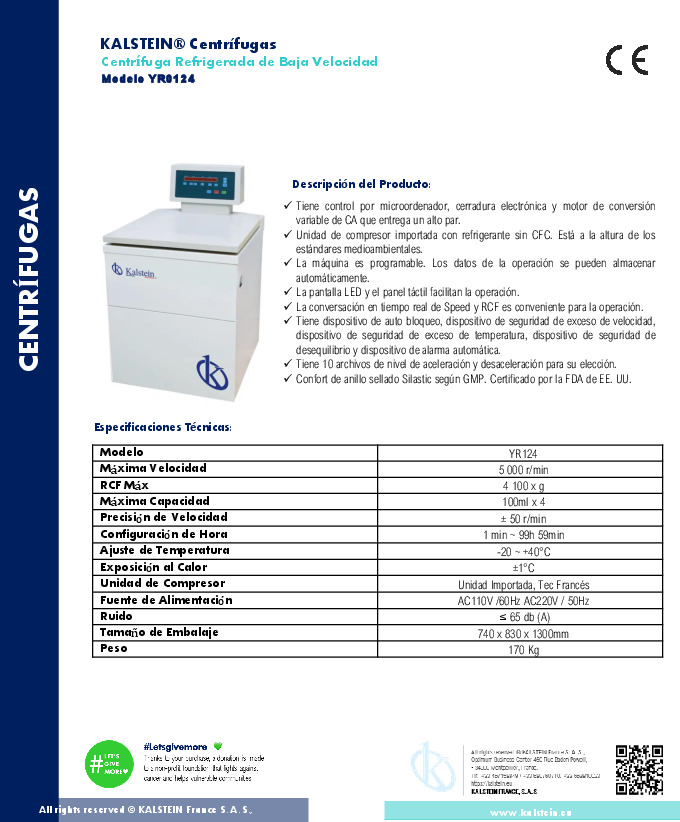 KALSTEIN® Centrífugas
Centrífuga Refrigerada de Baja Velocidad
Modelo YR0124
CE
CENTRÍFUGAS
Kalstein
Descripción del Producto:
✓ Tiene control por microordenador, cerradura electrónica y motor de conversión
variable de CA que entrega un alto par.
✓ Unidad de compresor importada con refrigerante sin CFC. Está a la altura de los
estándares medioambientales.
✓ La máquina es programable. Los datos de la operación se pueden almacenar
automáticamente.
✓ La pantalla LED y el panel táctil facilitan la operación.
✓ La conversación en tiempo real de Speed y RCF es conveniente para la operación.
✓ Tiene dispositivo de auto bloqueo, dispositivo de seguridad de exceso de velocidad,
dispositivo de seguridad de exceso de temperatura, dispositivo de seguridad de
desequilibrio y dispositivo de alarma automática.
✓ Tiene 10 archivos de nivel de aceleración y desaceleración para su elección.
✓ Confort de anillo sellado Silastic según GMP. Certificado por la FDA de EE. UU.
Especificaciones Técnicas:
Modelo YR124
Máxima Velocidad 5 000 r/min
RCF Máx 4 100 x g
Máxima Capacidad 100ml x 4
Precisión de Velocidad ± 50 r/min
Configuración de Hora 1 min ~ 99h 59min
Ajuste de Temperatura -20 ~ +40°C
Exposición al Calor ±1°C
Unidad de Compresor Unidad Importada, Tec Francés
Fuente de Alimentación AC110V /60Hz AC220V / 50Hz
Ruido ≤ 65 db (A)
Tamaño de Embalaje 740 x 830 x 1300mm
Peso 170 Kg
# LET'S
GIVE
MORE
#Letsgivemore
Thanks to your purchase, a donation is made
to a non-profit foundation that fights against
cancer and helps vulnerable communities
All rights reserved ® KALSTEIN France S. A. S.,
Optimum Business Center 450 Rue Baden Powell,
34000 Montpellier, France.
https://kalstein.eu
KALSTEIN FRANCE, S.A.S
All rights reserved © KALSTEIN France S.A.S.,
www.kalstein.eu